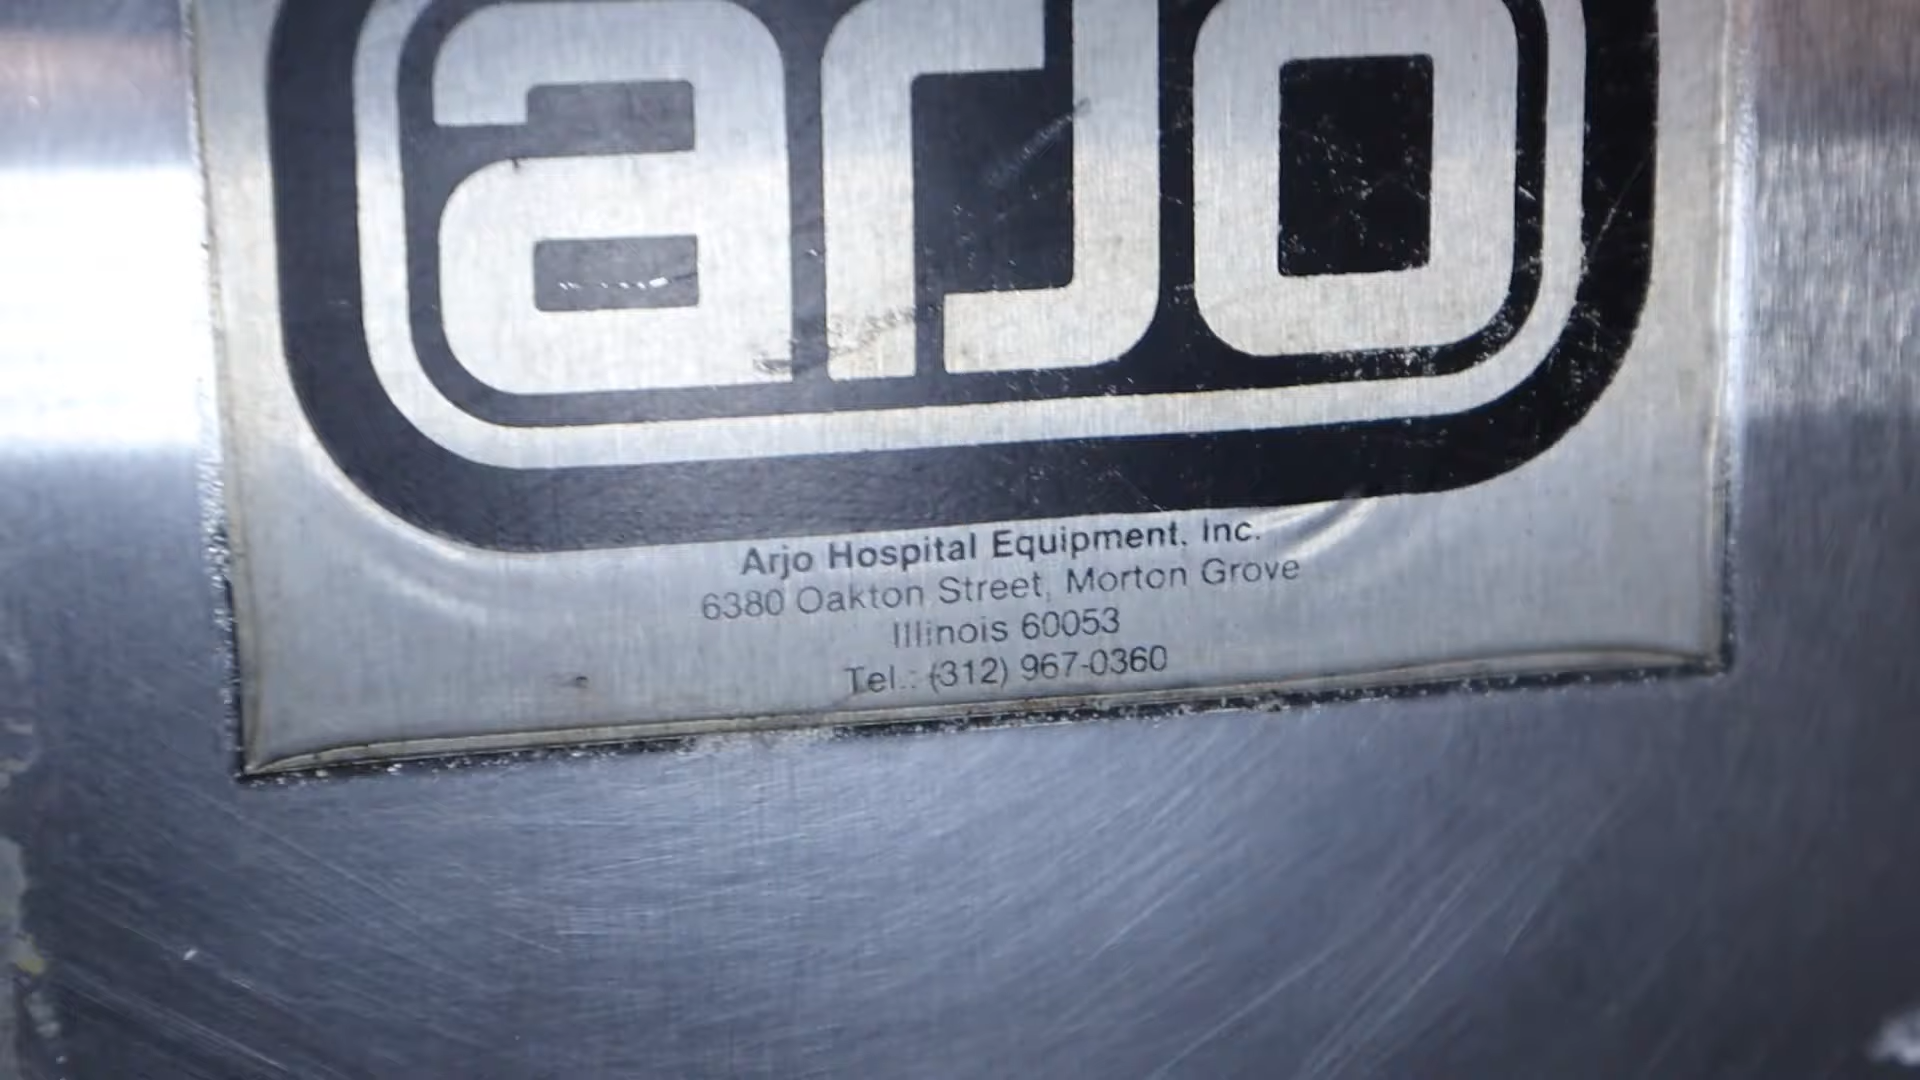 arjo
Arjo Hospital Equipment, Inc.
6380 Oakton Street, Morton Grove
Illinois 60053
Tel.: (312) 967-0360